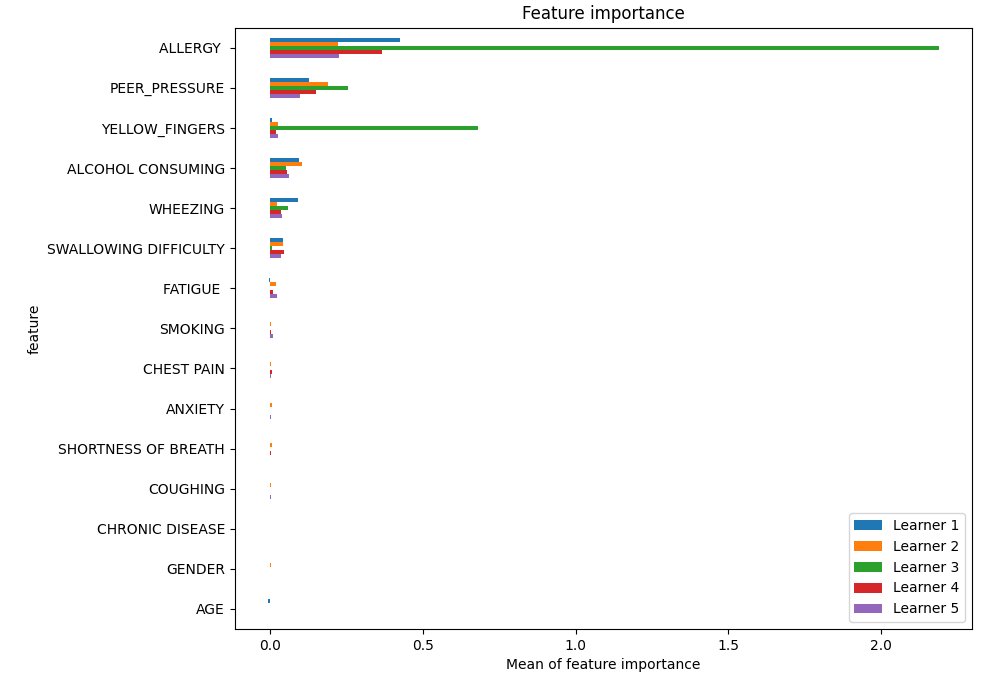 Feature importance
ALLERGY
PEER_PRESSURE
YELLOW_FINGERS
ALCOHOL CONSUMING
WHEEZING
SWALLOWING DIFFICULTY
FATIGUE
SMOKING
CHEST PAIN
ANXIETY
SHORTNESS OF BREATH
COUGHING
CHRONIC DISEASE
GENDER
AGE
feature
Learner 1
Learner 2
Learner 3
Learner 4
Learner 5
0.0 0.5 1.0 1.5 2.0
Mean of feature importance